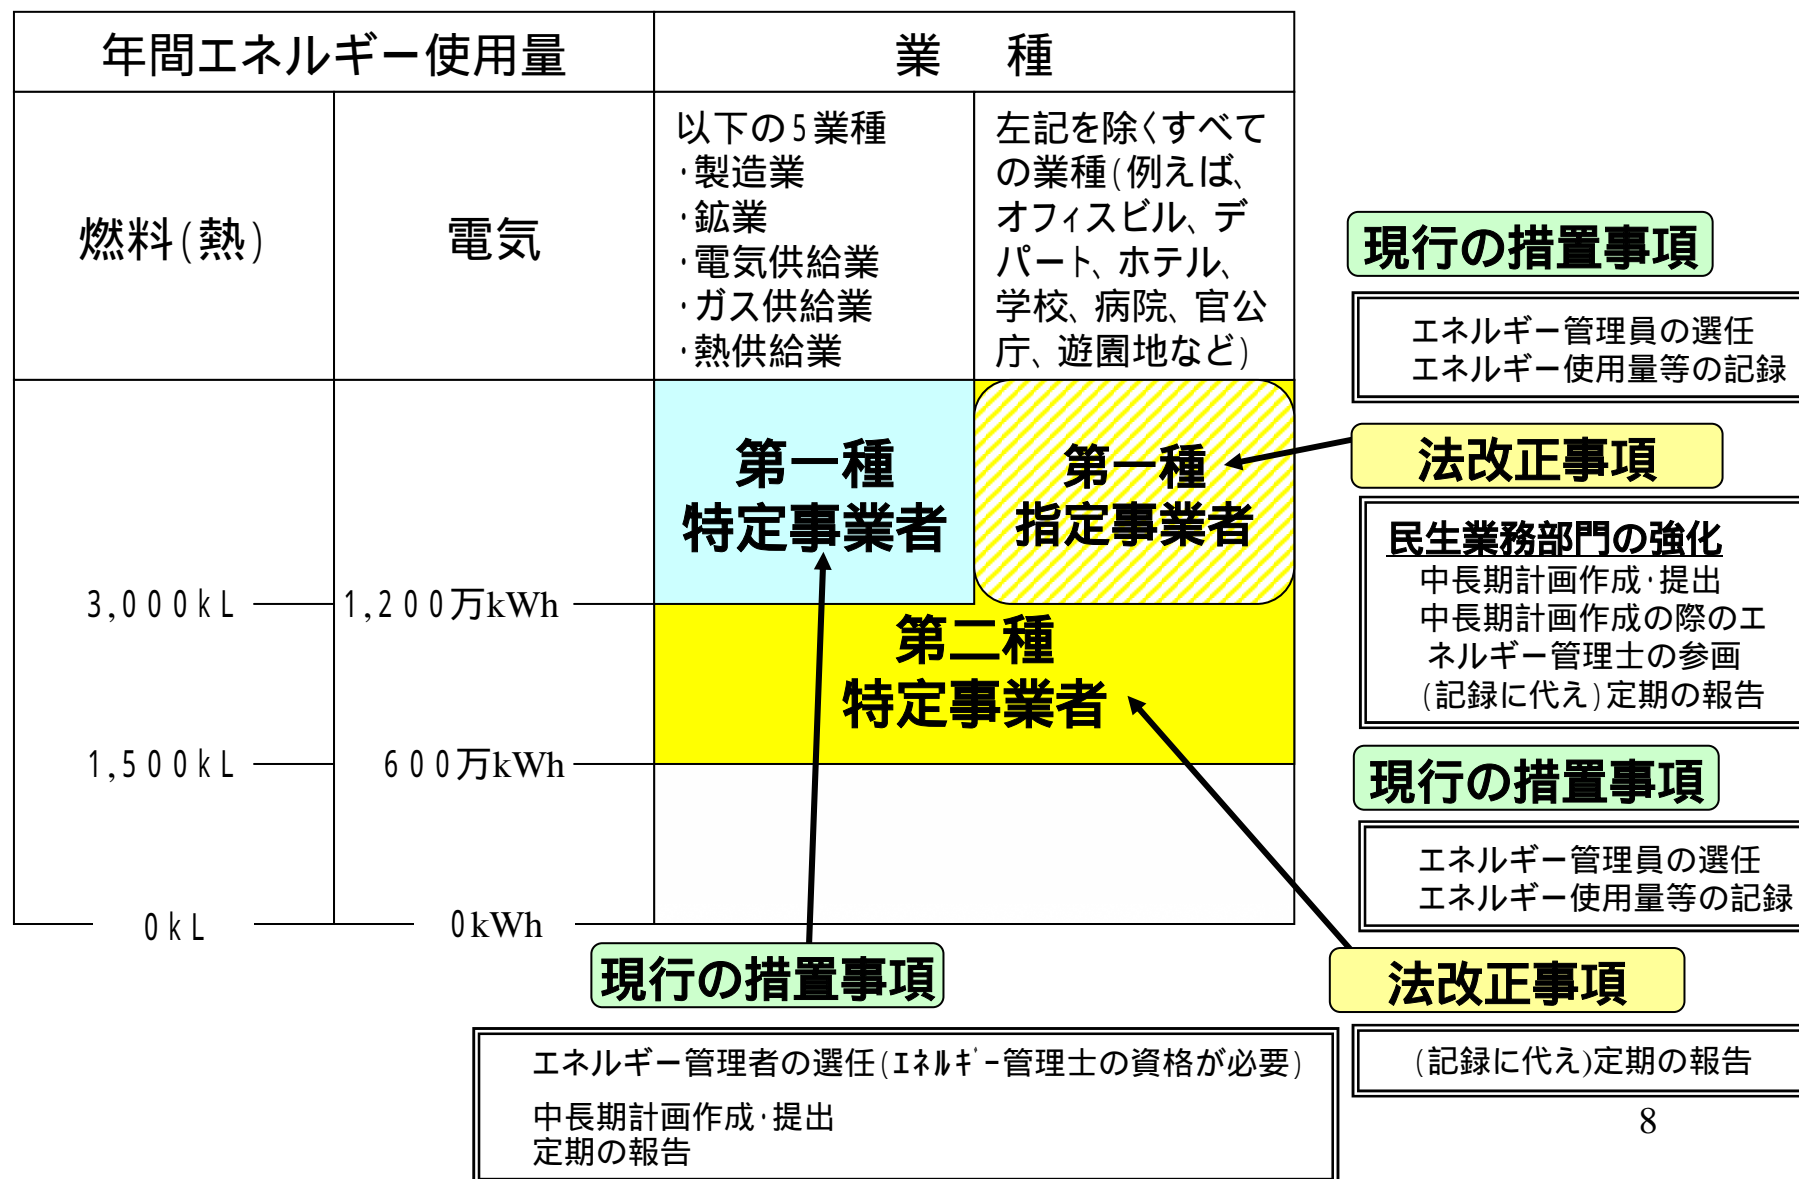 年間エネルギー使用量
業　種
燃料(熱)
電気
以下の5業種
・製造業
・鉱業
・電気供給業
・ガス供給業
・熱供給業
左記を除くすべて
の業種(例えば、
オフィスビル、デ
パート、ホテル、
学校、病院、官公
庁、遊園地など)
第一種
特定事業者
第一種
指定事業者
第二種
特定事業者
3,000kL
1,200万kWh
1,500kL
600万kWh
0kL
0kWh
現行の措置事項
エネルギー管理員の選任
エネルギー使用量等の記録
法改正事項
民生業務部門の強化
中長期計画作成・提出
中長期計画作成の際のエ
ネルギー管理士の参画
(記録に代え)定期の報告
現行の措置事項
エネルギー管理員の選任
エネルギー使用量等の記録
法改正事項
(記録に代え)定期の報告
現行の措置事項
エネルギー管理者の選任(ｴﾈﾙｷﾞｰ管理士の資格が必要)
中長期計画作成・提出
定期の報告
8